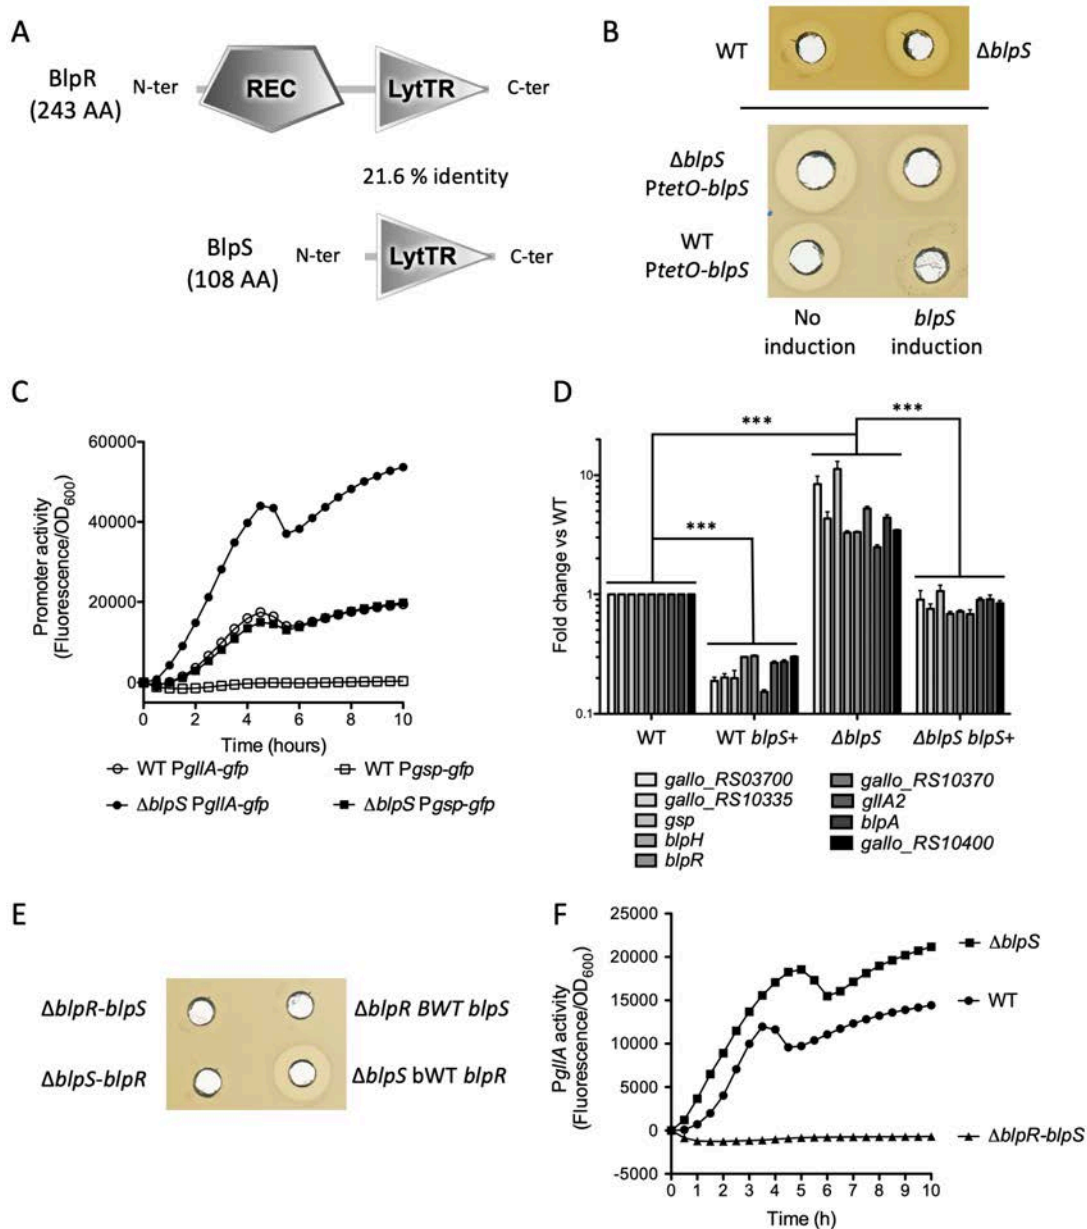 A
BlpR
(243 AA)
N-ter
REC
LytTR
C-ter
21.6 % identity
BlpS
(108 AA)
N-ter
LytTR
C-ter
B
WT
ΔblpS
ΔblpS
PtetO-blpS
WT
PtetO-blpS
No
induction
blpS
induction
C
Promoter activity
(Fluorescence/OD600)
60000
40000
20000
0
0 2 4 6 8 10
Time (hours)
WT PgllA-gfp
WT Pgsp-gfp
ΔblpS PgllA-gfp
ΔblpS Pgsp-gfp
D
Fold change vs WT
10
1
0.1
***
***
***
WT
WT blpS+
ΔblpS
ΔblpS blpS+
gallo_RS03700
gallo_RS10335
gsp
blpH
blpR
gallo_RS10370
gllA2
blpA
gallo_RS10400
E
ΔblpR-blpS
ΔblpR BWT blpS
ΔblpS-blpR
ΔblpS bWT blpR
F
PgllA activity
(Fluorescence/OD600)
25000
20000
15000
10000
5000
0
-5000
0 1 2 3 4 5 6 7 8 9 10
Time (h)
ΔblpS
WT
ΔblpR-blpS